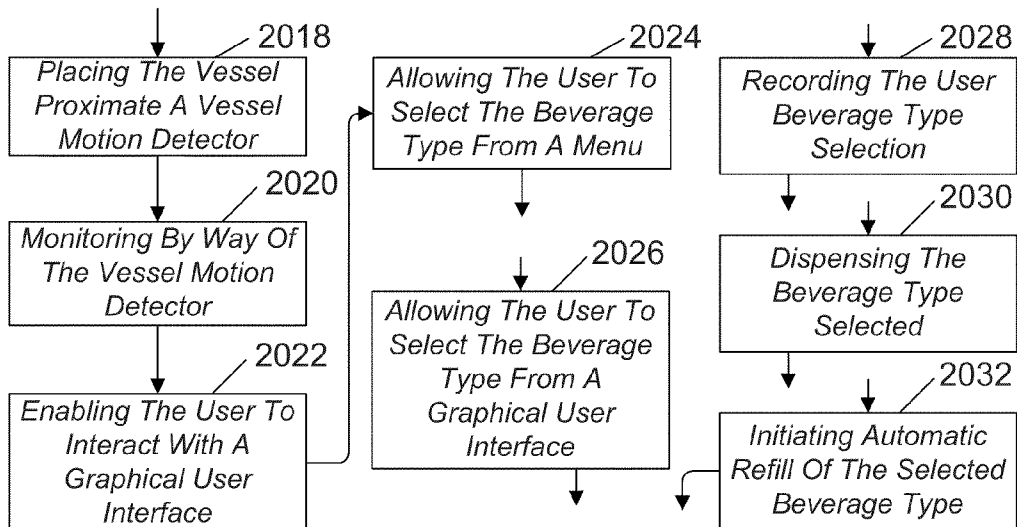 2018
Placing The Vessel
Proximate A Vessel
Motion Detector
2020
Monitoring By Way Of
The Vessel Motion
Detector
2022
Enabling The User To
Interact With A
Graphical User
Interface
2024
Allowing The User To
Select The Beverage
Type From A Menu
2026
Allowing The User To
Select The Beverage
Type From A
Graphical User
Interface
2028
Recording The User
Beverage Type
Selection
2030
Dispensing The
Beverage Type
Selected
2032
Initiating Automatic
Refill Of The Selected
Beverage Type